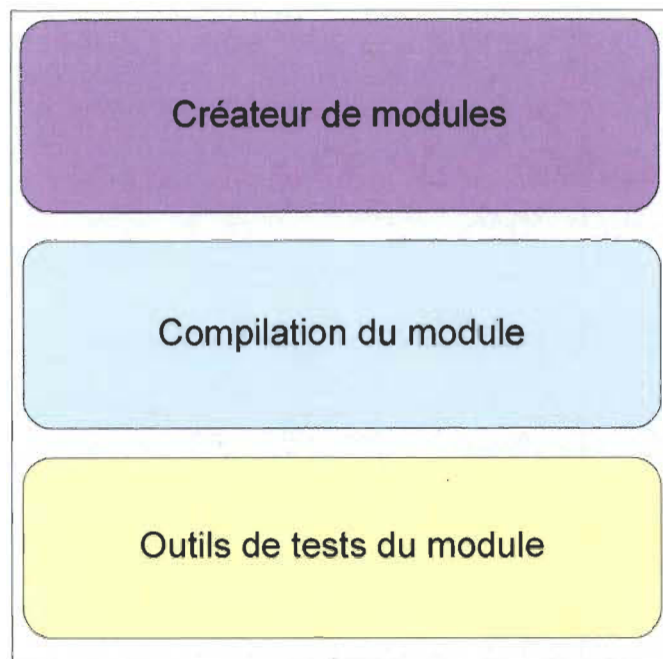 Créateur de modules
Compilation du module
Outils de tests du module